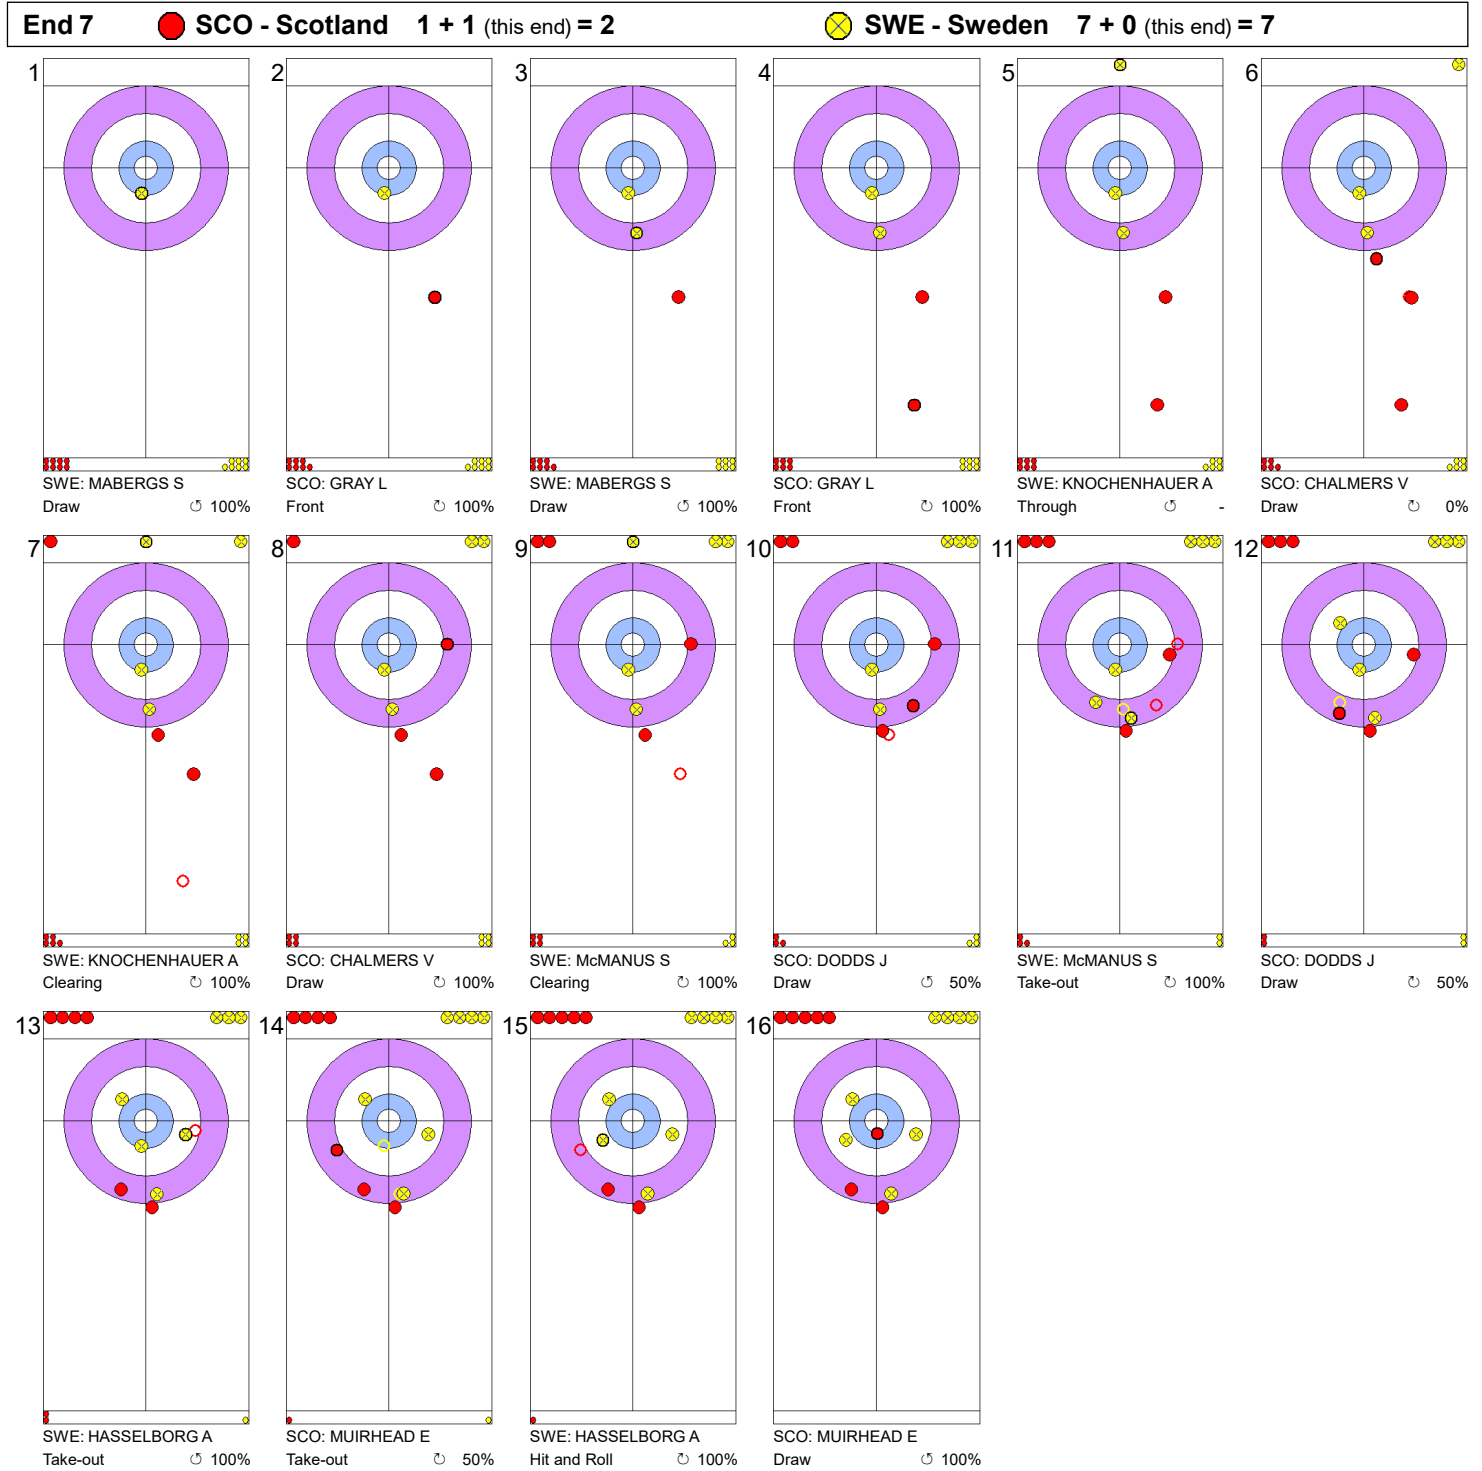 End 7 SCO - Scotland 1 + 1 (this end) = 2 SWE - Sweden 7 + 0 (this end) = 7
1 2 3 4 5 6
SWE: MABERGS S SCO: GRAY L SWE: MABERGS S SCO: GRAY L SWE: KNOCHENHAUER A SCO: CHALMERS V
Draw ↺ 100% Front ↻ 100% Draw ↻ 100% Front ↻ 100% Through ↺ - Draw ↻ 0%
7 8 9 10 11 12
SWE: KNOCHENHAUER A SCO: CHALMERS V SWE: McMANUS S SCO: DODDS J SWE: McMANUS S SCO: DODDS J
Clearing ↻ 100% Draw ↻ 100% Clearing ↻ 100% Draw ↺ 50% Take-out ↺ 100% Draw ↻ 50%
13 14 15 16
SWE: HASSELBORG A SCO: MUIRHEAD E SWE: HASSELBORG A SCO: MUIRHEAD E
Take-out ↺ 100% Take-out ↻ 50% Hit and Roll ↻ 100% Draw ↻ 100%